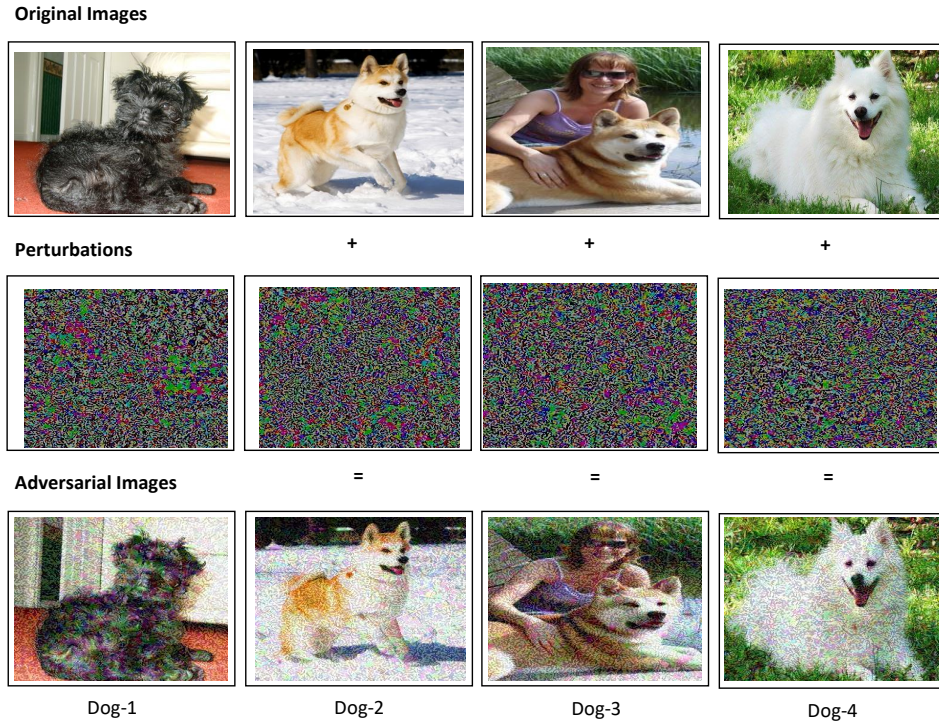 Original Images
+ + +
Perturbations
= = =
Adversarial Images
Dog-1 Dog-2 Dog-3 Dog-4